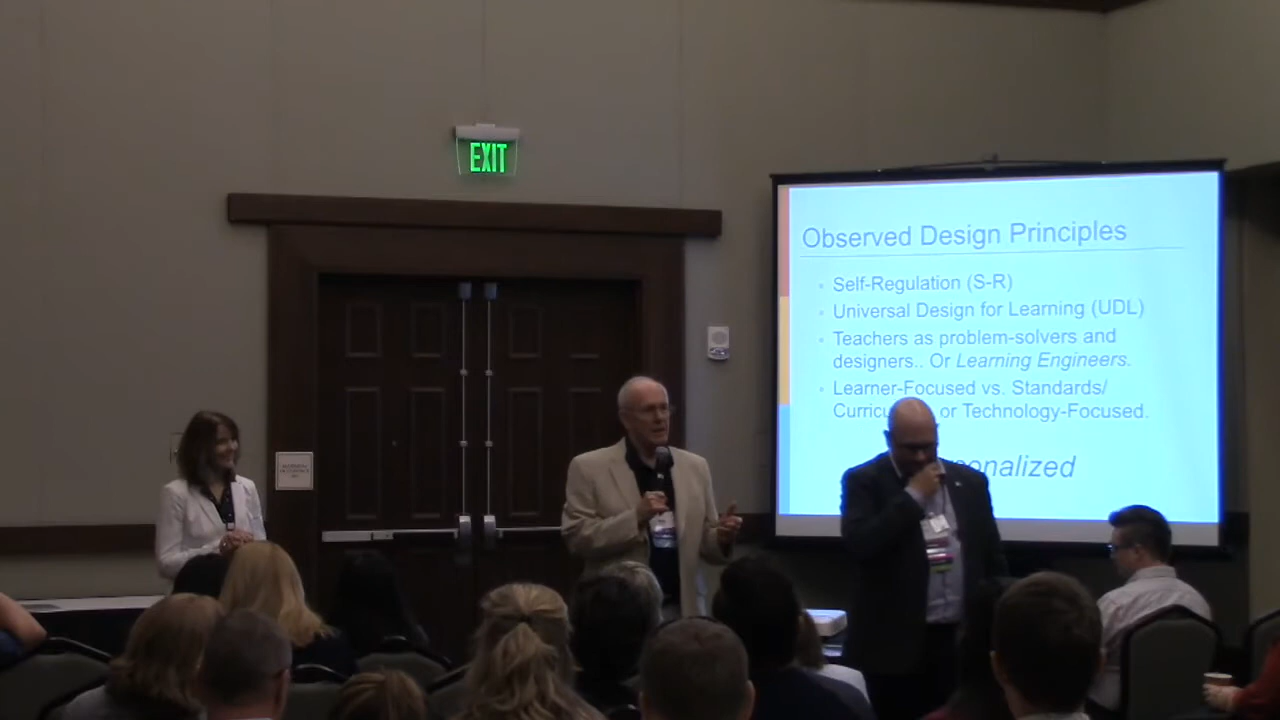 EXIT
Observed Design Principles
Self-Regulation (S-R)
Universal Design for Learning (UDL)
Teachers as problem-solvers and
designers.. Or Learning Engineers.
Learner-Focused vs. Standards/
or Technology-Focused.